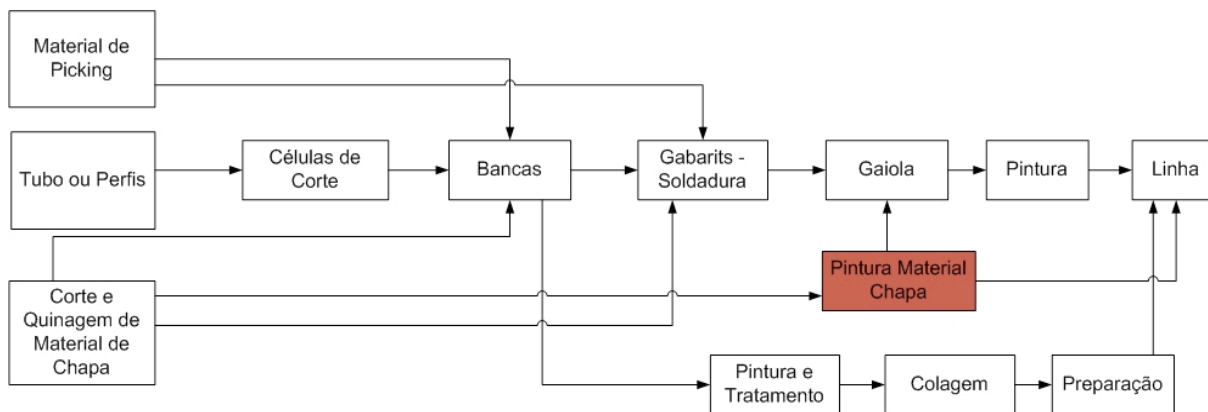 Material de
Picking
Tubo ou Perfis
Células de
Corte
Bancas
Gabarits -
Soldadura
Gaiola
Pintura
Linha
Pintura Material
Chapa
Corte e
Quinagem de
Material de
Chapa
Pintura e
Tratamento
Colagem
Preparação